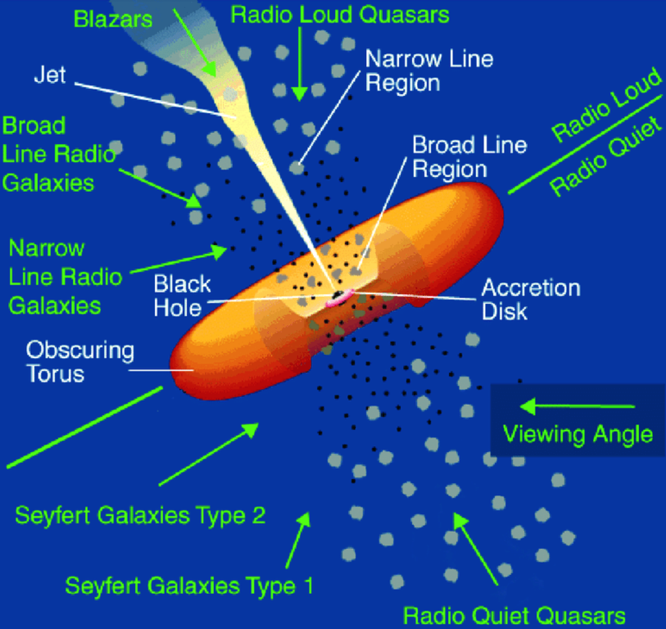 Blazars
Radio Loud Quasars
Jet
Narrow Line
Region
Radio Loud
Radio Quiet
Broad
Line Radio
Galaxies
Broad Line
Region
Narrow
Line Radio
Galaxies
Black
Hole
Accretion
Disk
Obscuring
Torus
Viewing Angle
Seyfert Galaxies Type 2
Seyfert Galaxies Type 1
Radio Quiet Quasars